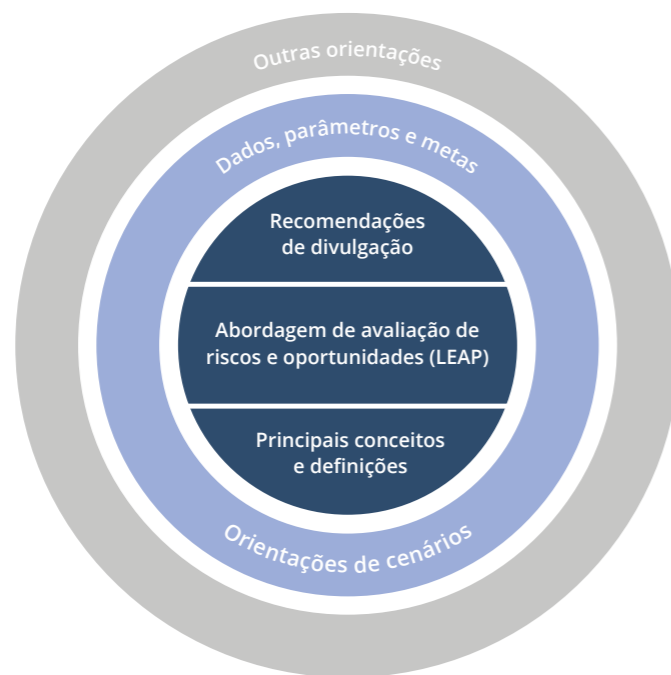 Outras orientações
Dados, parâmetros e metas
Recomendações
de divulgação
Abordagem de avaliação de
riscos e oportunidades (LEAP)
Principais conceitos
e definições
Orientações de cenários